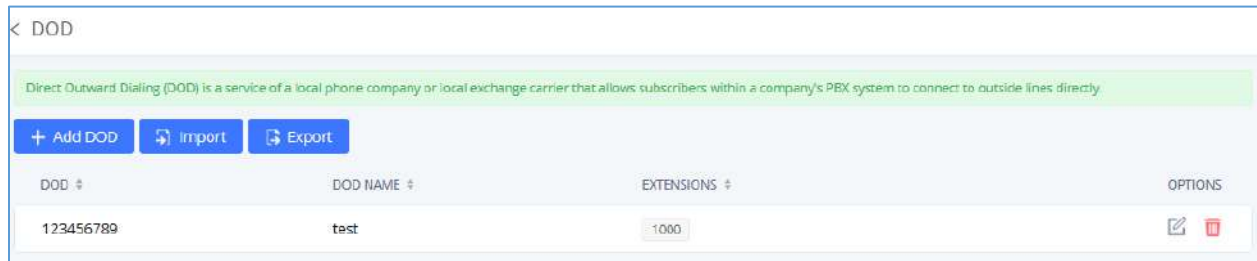 < DOD
Direct Outward Dialing (DOD) is a service of a local phone company or local exchange carrier that allows subscribers within a company's PBX system to connect to outside lines directly.
+ Add DOD Import Export
DOD DOD NAME EXTENSIONS OPTIONS
123456789 test 1000